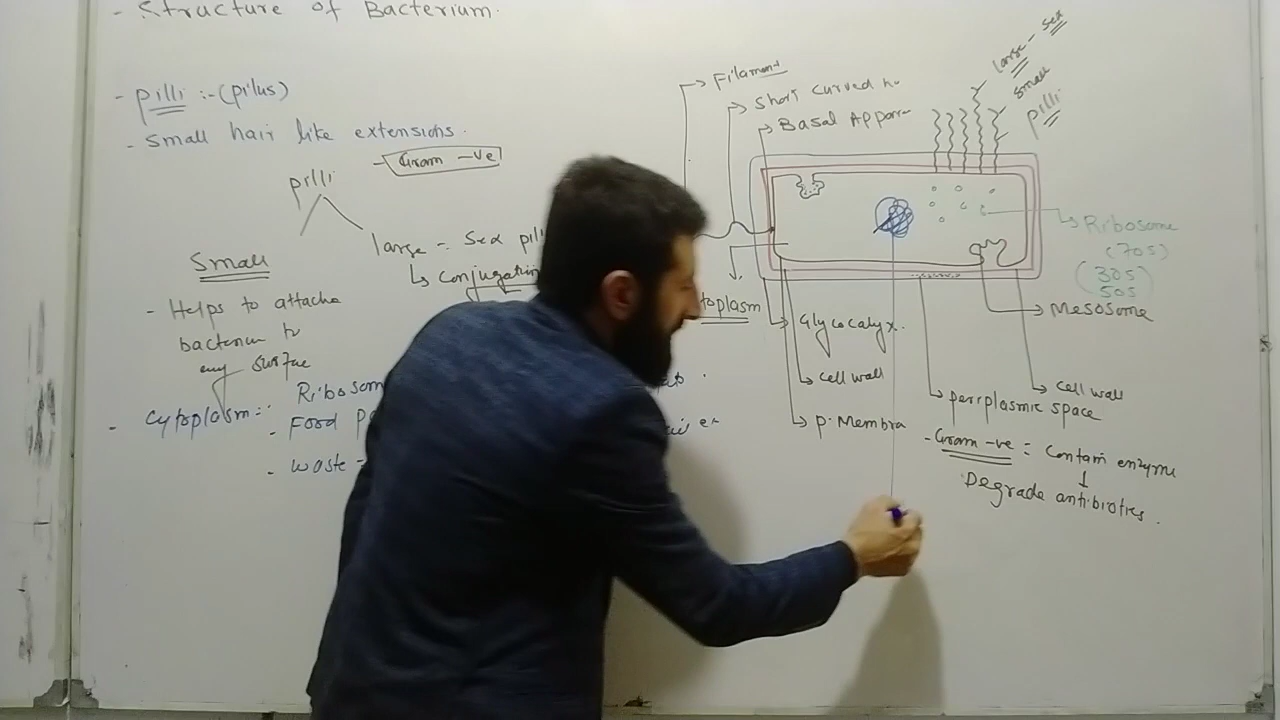 - Structure of Bacterium.
- pilli :- (pilus)
- Small hair like extensions.
- Gram -ve
pilli
Small
large - Sex pil
↳ Conjugatin
- Helps to attache
bacterium to
any surface
- Cytoplasm :- Ribosom
- Food P
- waste -
Filament
Short curved h
Basal Appar
large - sex
small
pilli
Ribosome
(70S)
(30S
50S)
Mesosome
toplasm
Glycocalyx.
cell wall
P. Membra
cell wall
periplasmic space
- Gram -ve = Contain enzyme
↓
Degrade antibiotics.